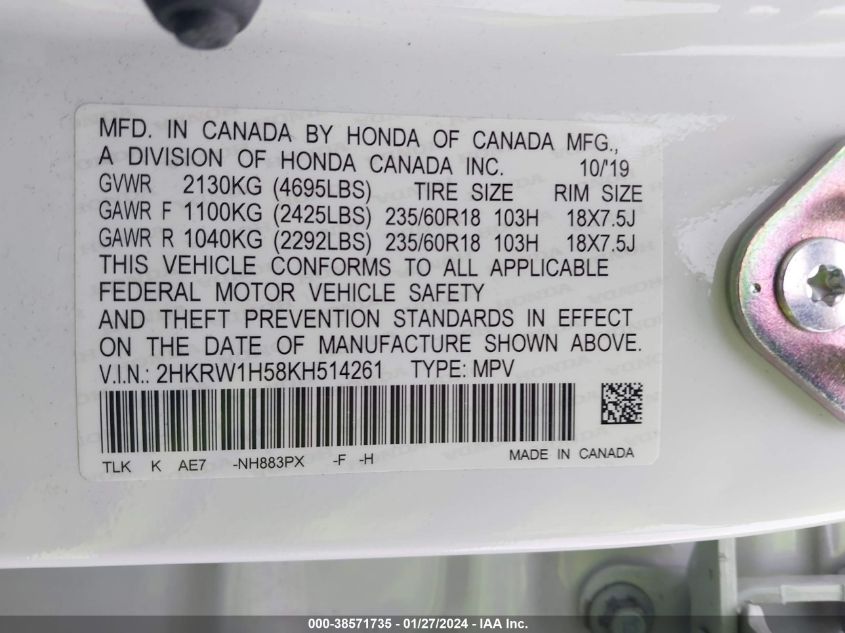 MFD. IN CANADA BY HONDA OF CANADA MFG.,
A DIVISION OF HONDA CANADA INC. 10/'19
GVWR 2130KG (4695LBS) TIRE SIZE RIM SIZE
GAWR F 1100KG (2425LBS) 235/60R18 103H 18X7.5J
GAWR R 1040KG (2292LBS) 235/60R18 103H 18X7.5J
THIS VEHICLE CONFORMS TO ALL APPLICABLE
FEDERAL MOTOR VEHICLE SAFETY
AND THEFT PREVENTION STANDARDS IN EFFECT
ON THE DATE OF MANUFACTURE SHOWN ABOVE.
V.I.N.: 2HKRW1H58KH514261 TYPE: MPV
TLK K AE7 -NH883PX -F -H MADE IN CANADA
000-38571735 - 01/27/2024 - IAA Inc.